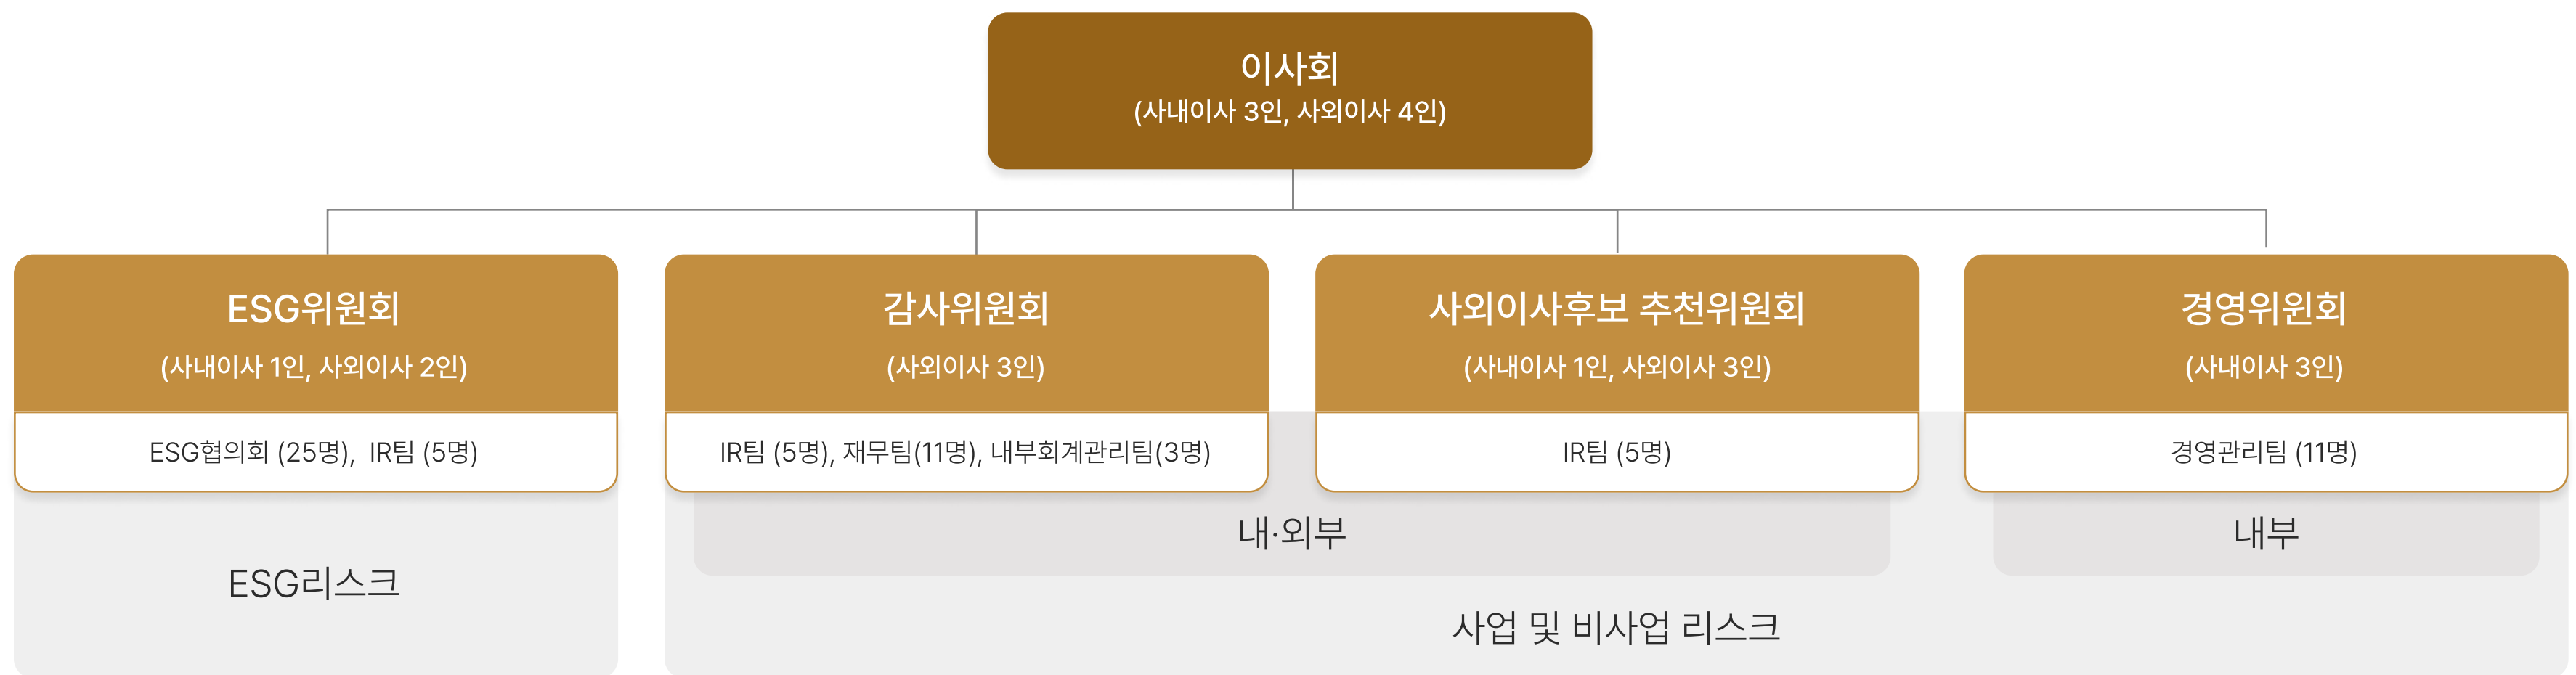 이사회
(사내이사 3인, 사외이사 4인)
ESG위원회
(사내이사 1인, 사외이사 2인)
ESG협의회 (25명), IR팀 (5명)
ESG리스크
감사위원회
(사외이사 3인)
IR팀 (5명), 재무팀(11명), 내부회계관리팀(3명)
사외이사후보 추천위원회
(사내이사 1인, 사외이사 3인)
IR팀 (5명)
내·외부
경영위윈회
(사내이사 3인)
경영관리팀 (11명)
내부
사업 및 비사업 리스크